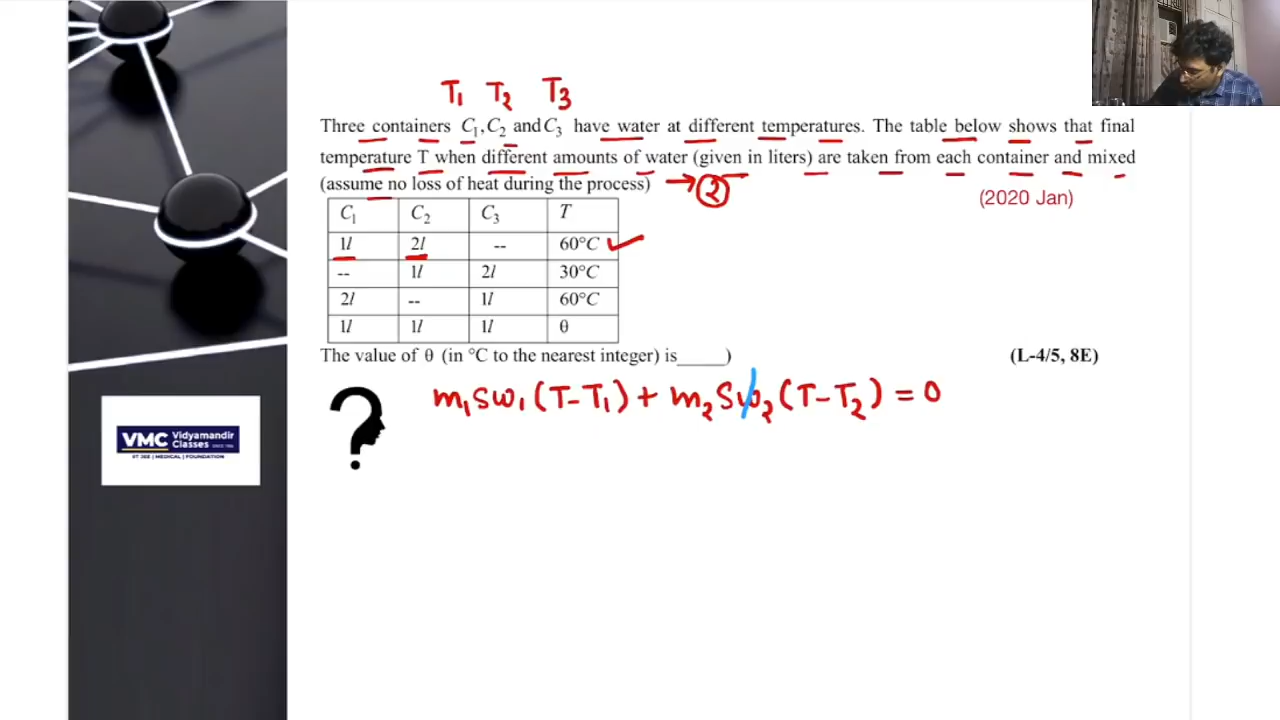 T1 T2 T3
Three containers C1, C2 and C3 have water at different temperatures. The table below shows that final
temperature T when different amounts of water (given in liters) are taken from each container and mixed
(assume no loss of heat during the process) → 2
(2020 Jan)
C1 C2 C3 T
1l 2l -- 60°C ✓
-- 1l 2l 30°C
2l -- 1l 60°C
1l 1l 1l θ
The value of θ (in °C to the nearest integer) is_____) (L-4/5, 8E)
m1Sw1(T-T1) + m2Sw2(T-T2) = 0
VMC Vidyamandir
Classes
SINCE 1986
IIT JEE | MEDICAL | FOUNDATION